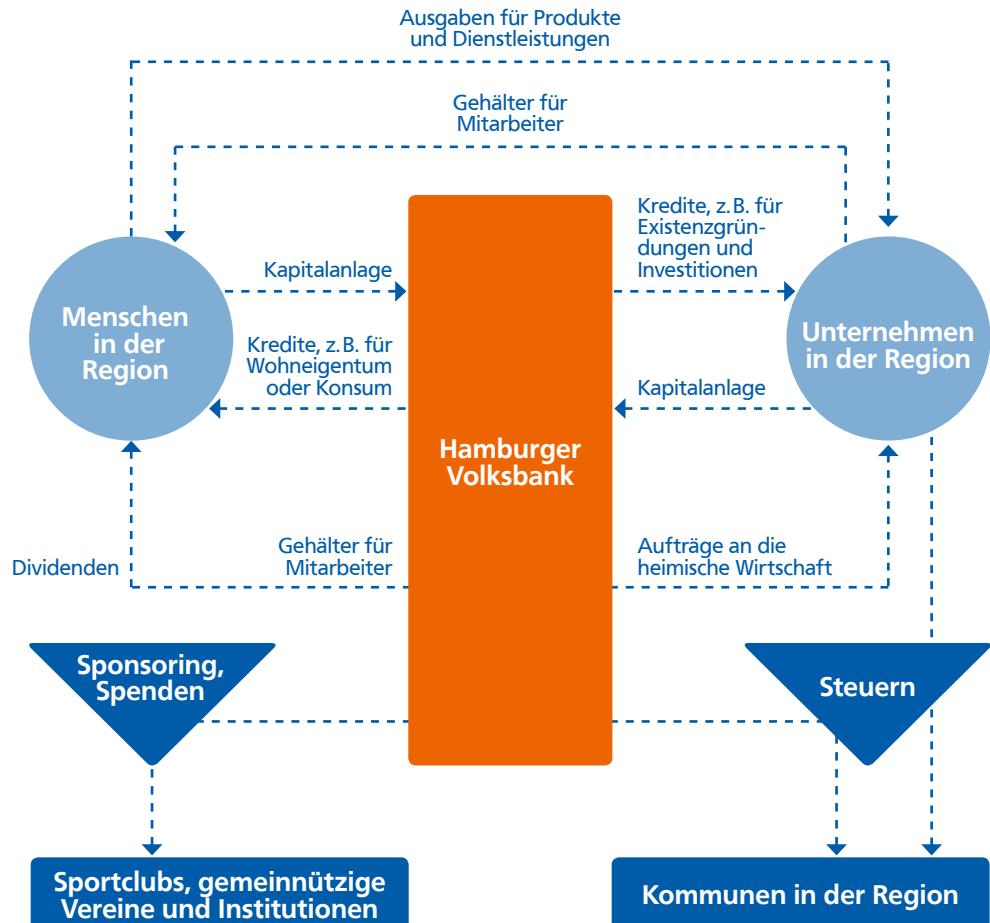 Ausgaben für Produkte
und Dienstleistungen
Gehälter für
Mitarbeiter
Kredite, z. B. für
Existenzgrün-
dungen und
Investitionen
Kapitalanlage
Menschen
in der
Region
Unternehmen
in der Region
Kredite, z. B. für
Wohneigentum
oder Konsum
Kapitalanlage
Hamburger
Volksbank
Gehälter für
Mitarbeiter
Dividenden
Aufträge an die
heimische Wirtschaft
Sponsoring,
Spenden
Steuern
Sportclubs, gemeinnützige
Vereine und Institutionen
Kommunen in der Region